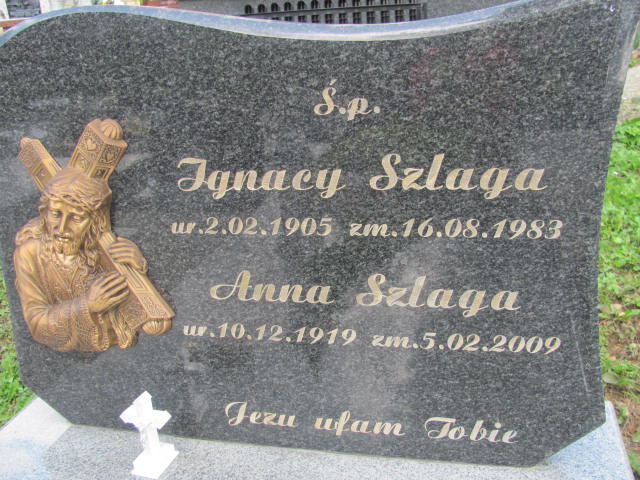 Ś.p.
Ignacy Szlaga
ur.2.02.1905 zm.16.08.1983
Anna Szlaga
ur.10.12.1919 zm.5.02.2009
Jezu ufam Tobie